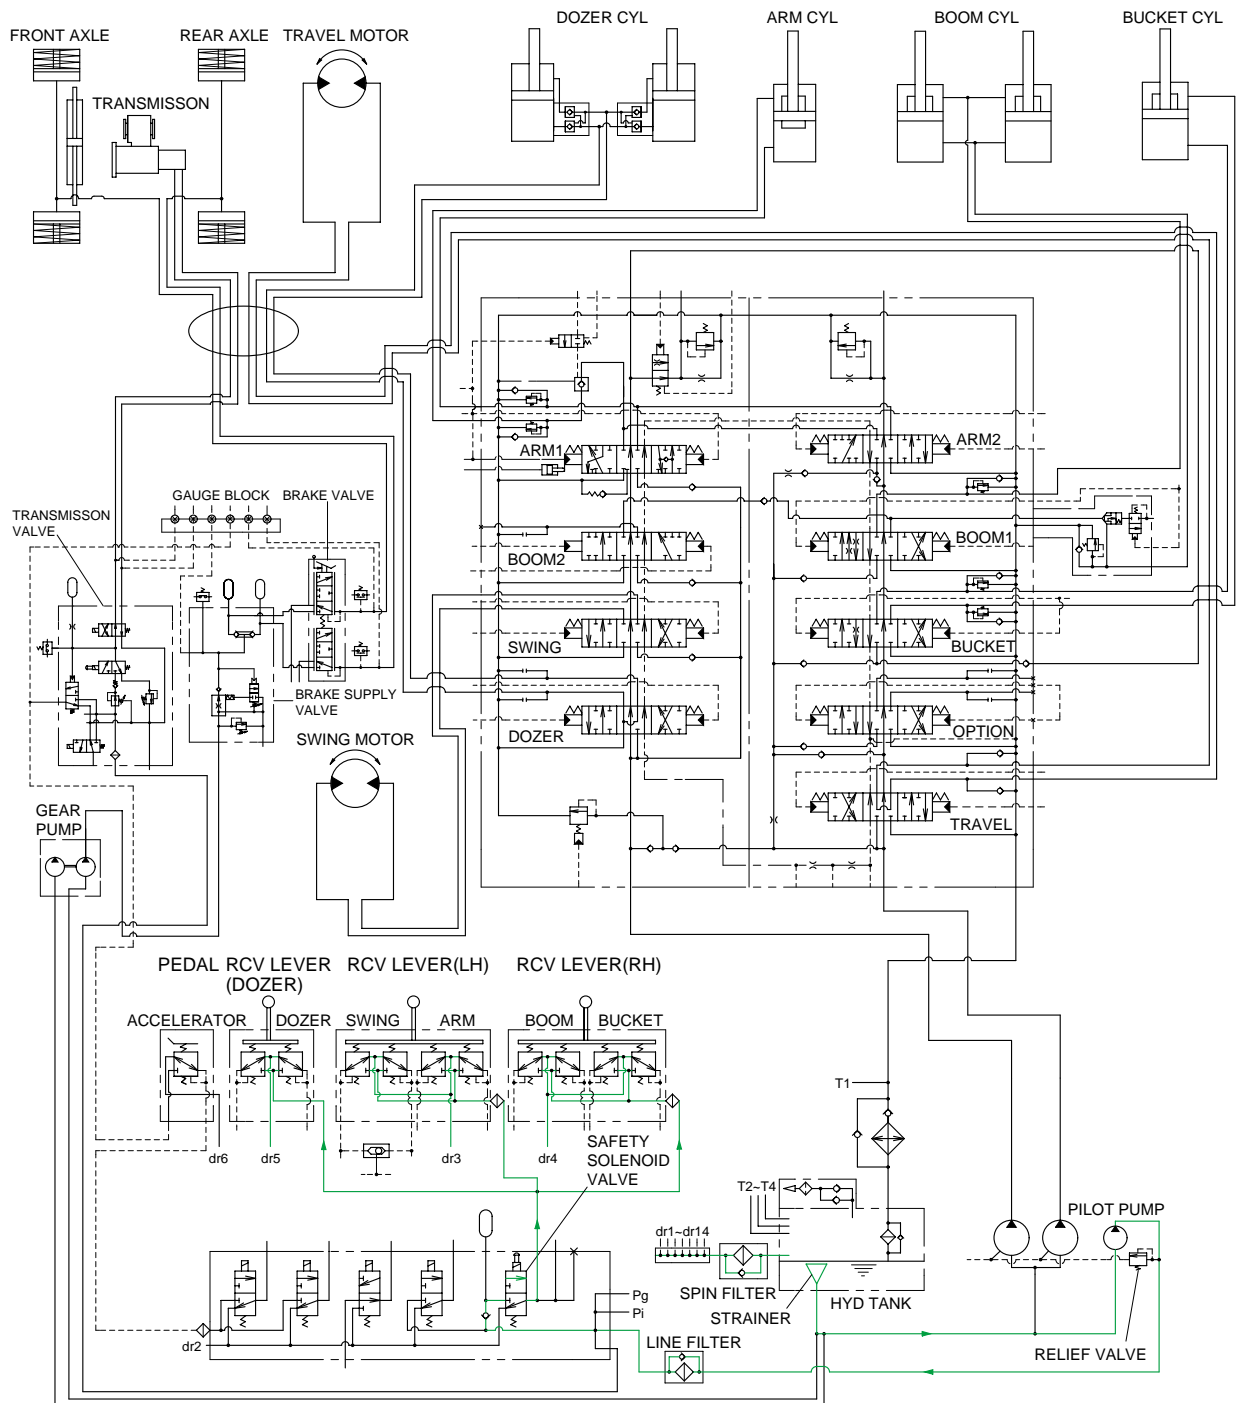 DOZER CYL
ARM CYL
BOOM CYL
BUCKET CYL
FRONT AXLE
REAR AXLE
TRAVEL MOTOR
TRANSMISSON
ARM1
ARM2
GAUGE BLOCK
BRAKE VALVE
TRANSMISSON
VALVE
BOOM2
BOOM1
SWING
BUCKET
BRAKE SUPPLY
VALVE
DOZER
OPTION
SWING MOTOR
GEAR
PUMP
TRAVEL
PEDAL
RCV LEVER
(DOZER)
RCV LEVER(LH)
RCV LEVER(RH)
ACCELERATOR
DOZER
SWING
ARM
BOOM
BUCKET
T1
dr6
dr5
dr3
dr4
SAFETY
SOLENOID
VALVE
T2~T4
dr1~dr14
PILOT PUMP
SPIN FILTER
STRAINER
HYD TANK
Pg
Pi
dr2
LINE FILTER
RELIEF VALVE